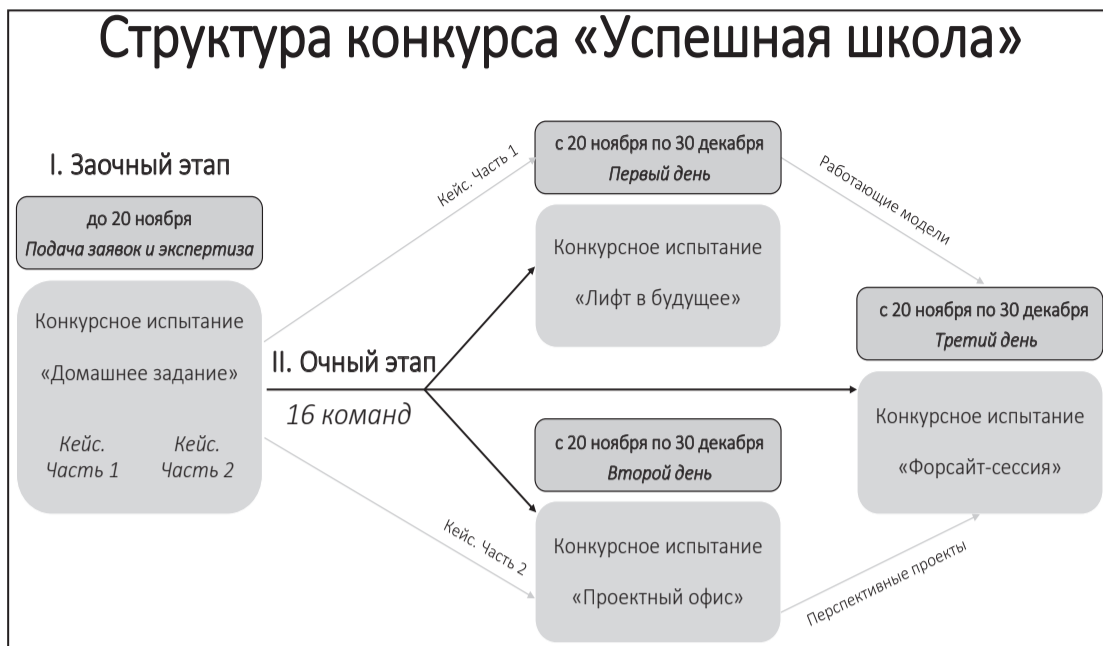 Структура конкурса «Успешная школа»
I. Заочный этап
до 20 ноября
Подача заявок и экспертиза
Конкурсное испытание
«Домашнее задание»
Кейс.
Часть 1
Кейс.
Часть 2
Кейс. Часть 1
II. Очный этап
16 команд
Кейс. Часть 2
с 20 ноября по 30 декабря
Первый день
Конкурсное испытание
«Лифт в будущее»
с 20 ноября по 30 декабря
Второй день
Конкурсное испытание
«Проектный офис»
Работающие модели
с 20 ноября по 30 декабря
Третий день
Конкурсное испытание
«Форсайт-сессия»
Перспективные проекты